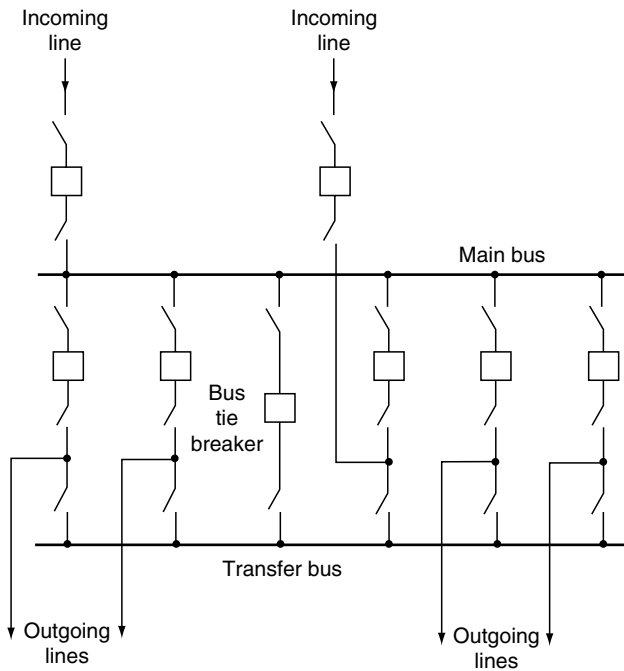 Incoming
line
Incoming
line
Main bus
Bus
tie
breaker
Transfer bus
Outgoing
lines
Outgoing
lines